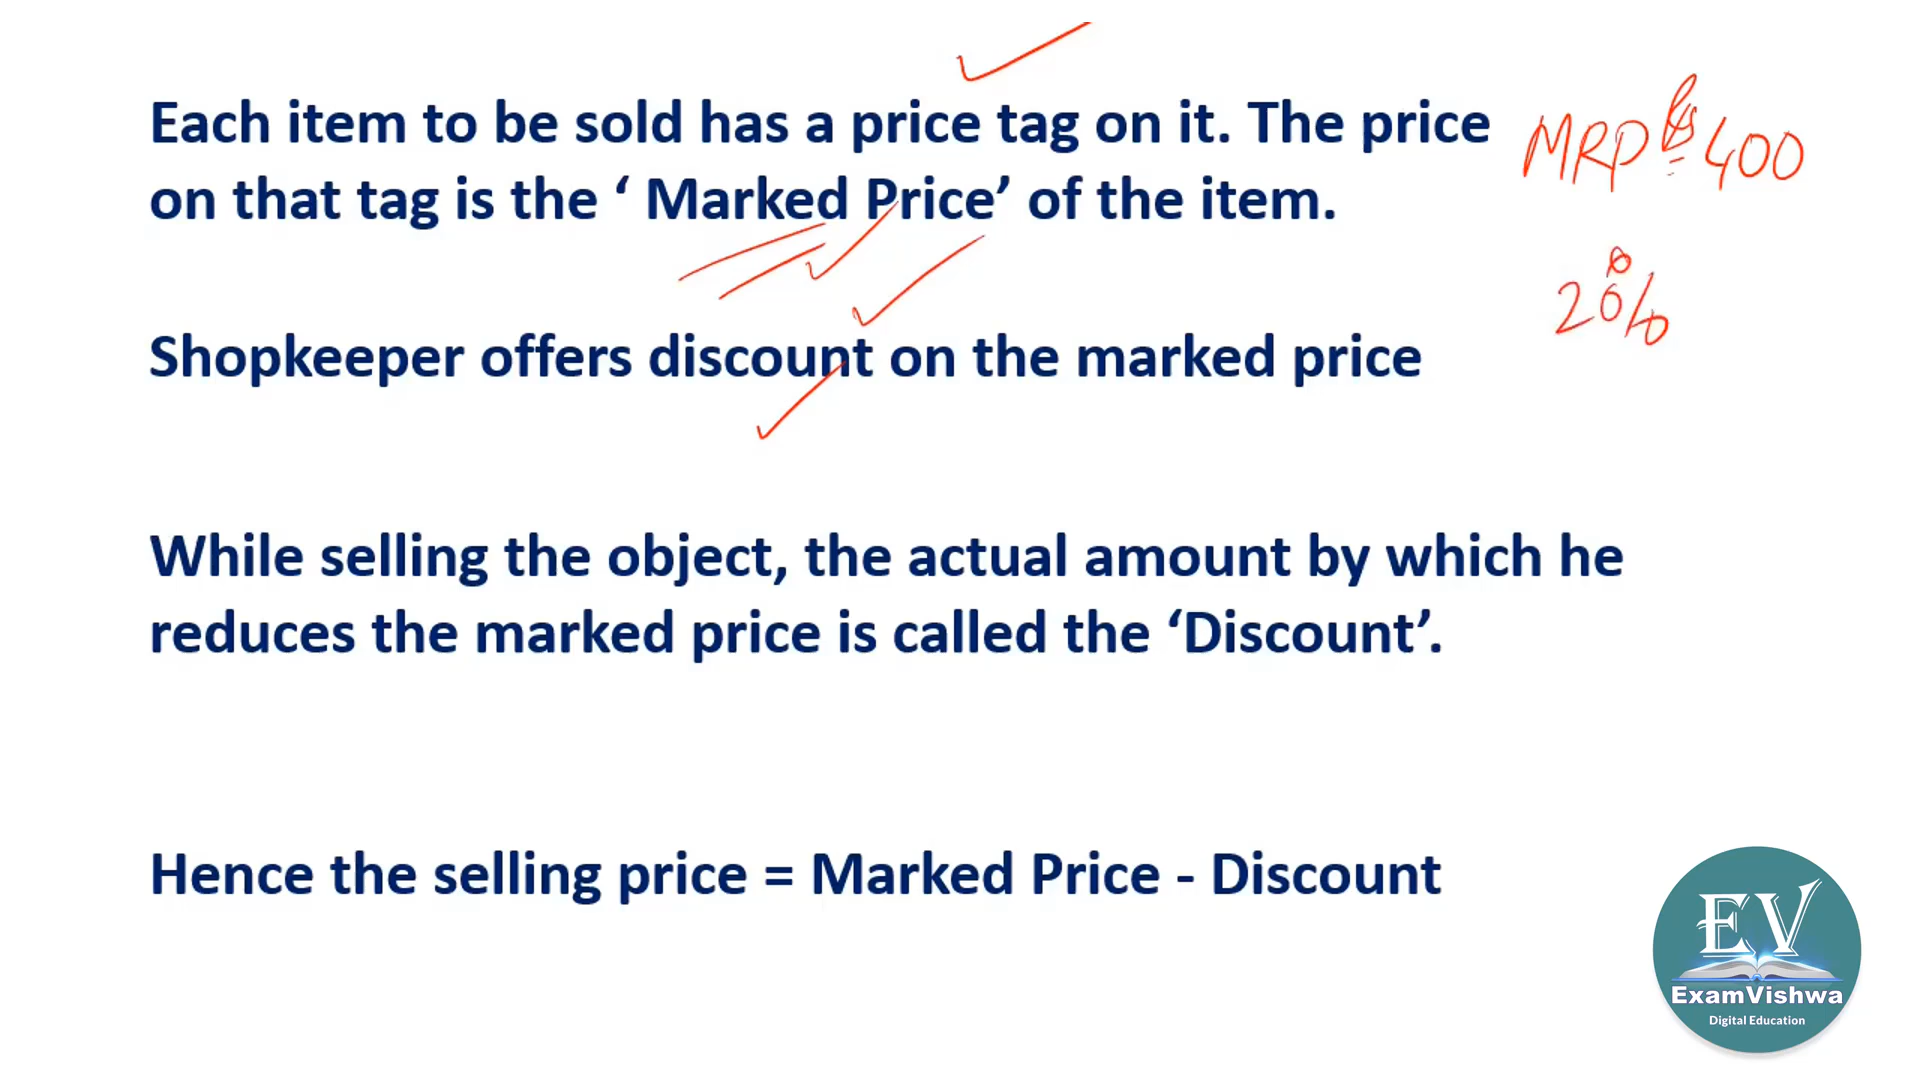 Each item to be sold has a price tag on it. The price
on that tag is the ‘ Marked Price’ of the item.
MRP 400
20%
Shopkeeper offers discount on the marked price
While selling the object, the actual amount by which he
reduces the marked price is called the ‘Discount’.
Hence the selling price = Marked Price - Discount
EV
ExamVishwa
Digital Education